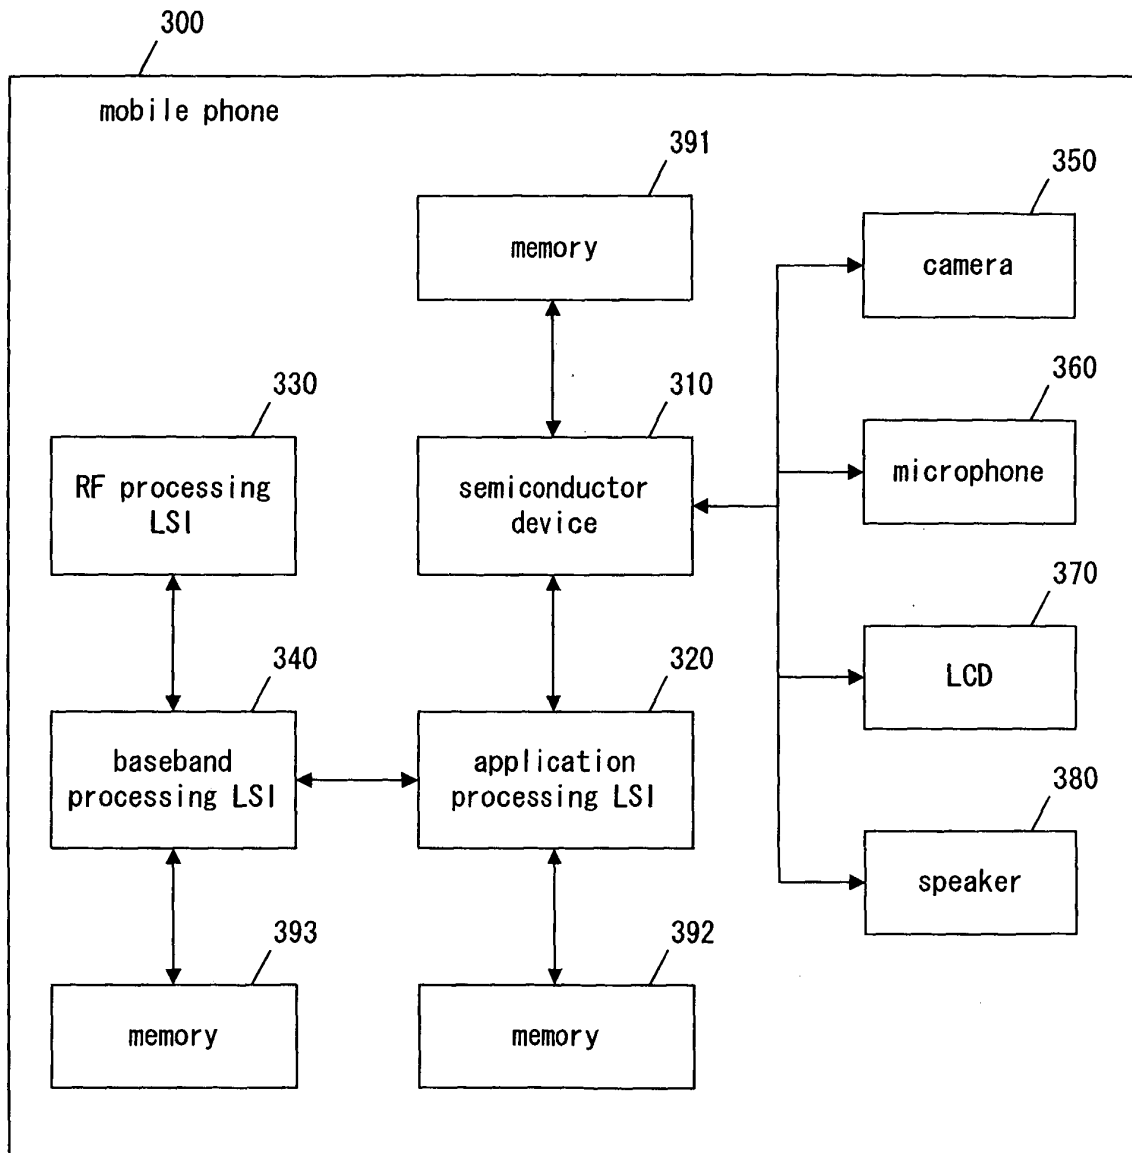 300
mobile phone
391
memory
350
camera
330
RF processing
LSI
310
semiconductor
device
360
microphone
370
LCD
340
baseband
processing LSI
320
application
processing LSI
380
speaker
393
memory
392
memory